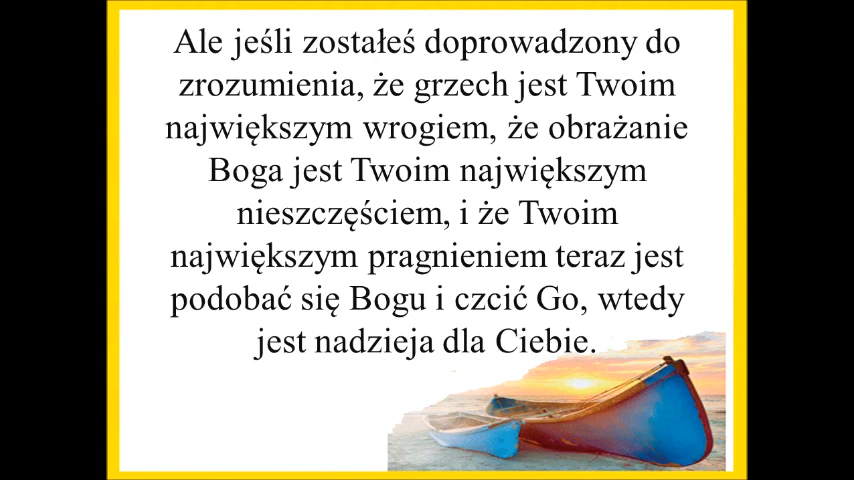 Ale jeśli zostałeś doprowadzony do
zrozumienia, że grzech jest Twoim
największym wrogiem, że obrażanie
Boga jest Twoim największym
nieszczęściem, i że Twoim
największym pragnieniem teraz jest
podobać się Bogu i czcić Go, wtedy
jest nadzieja dla Ciebie.